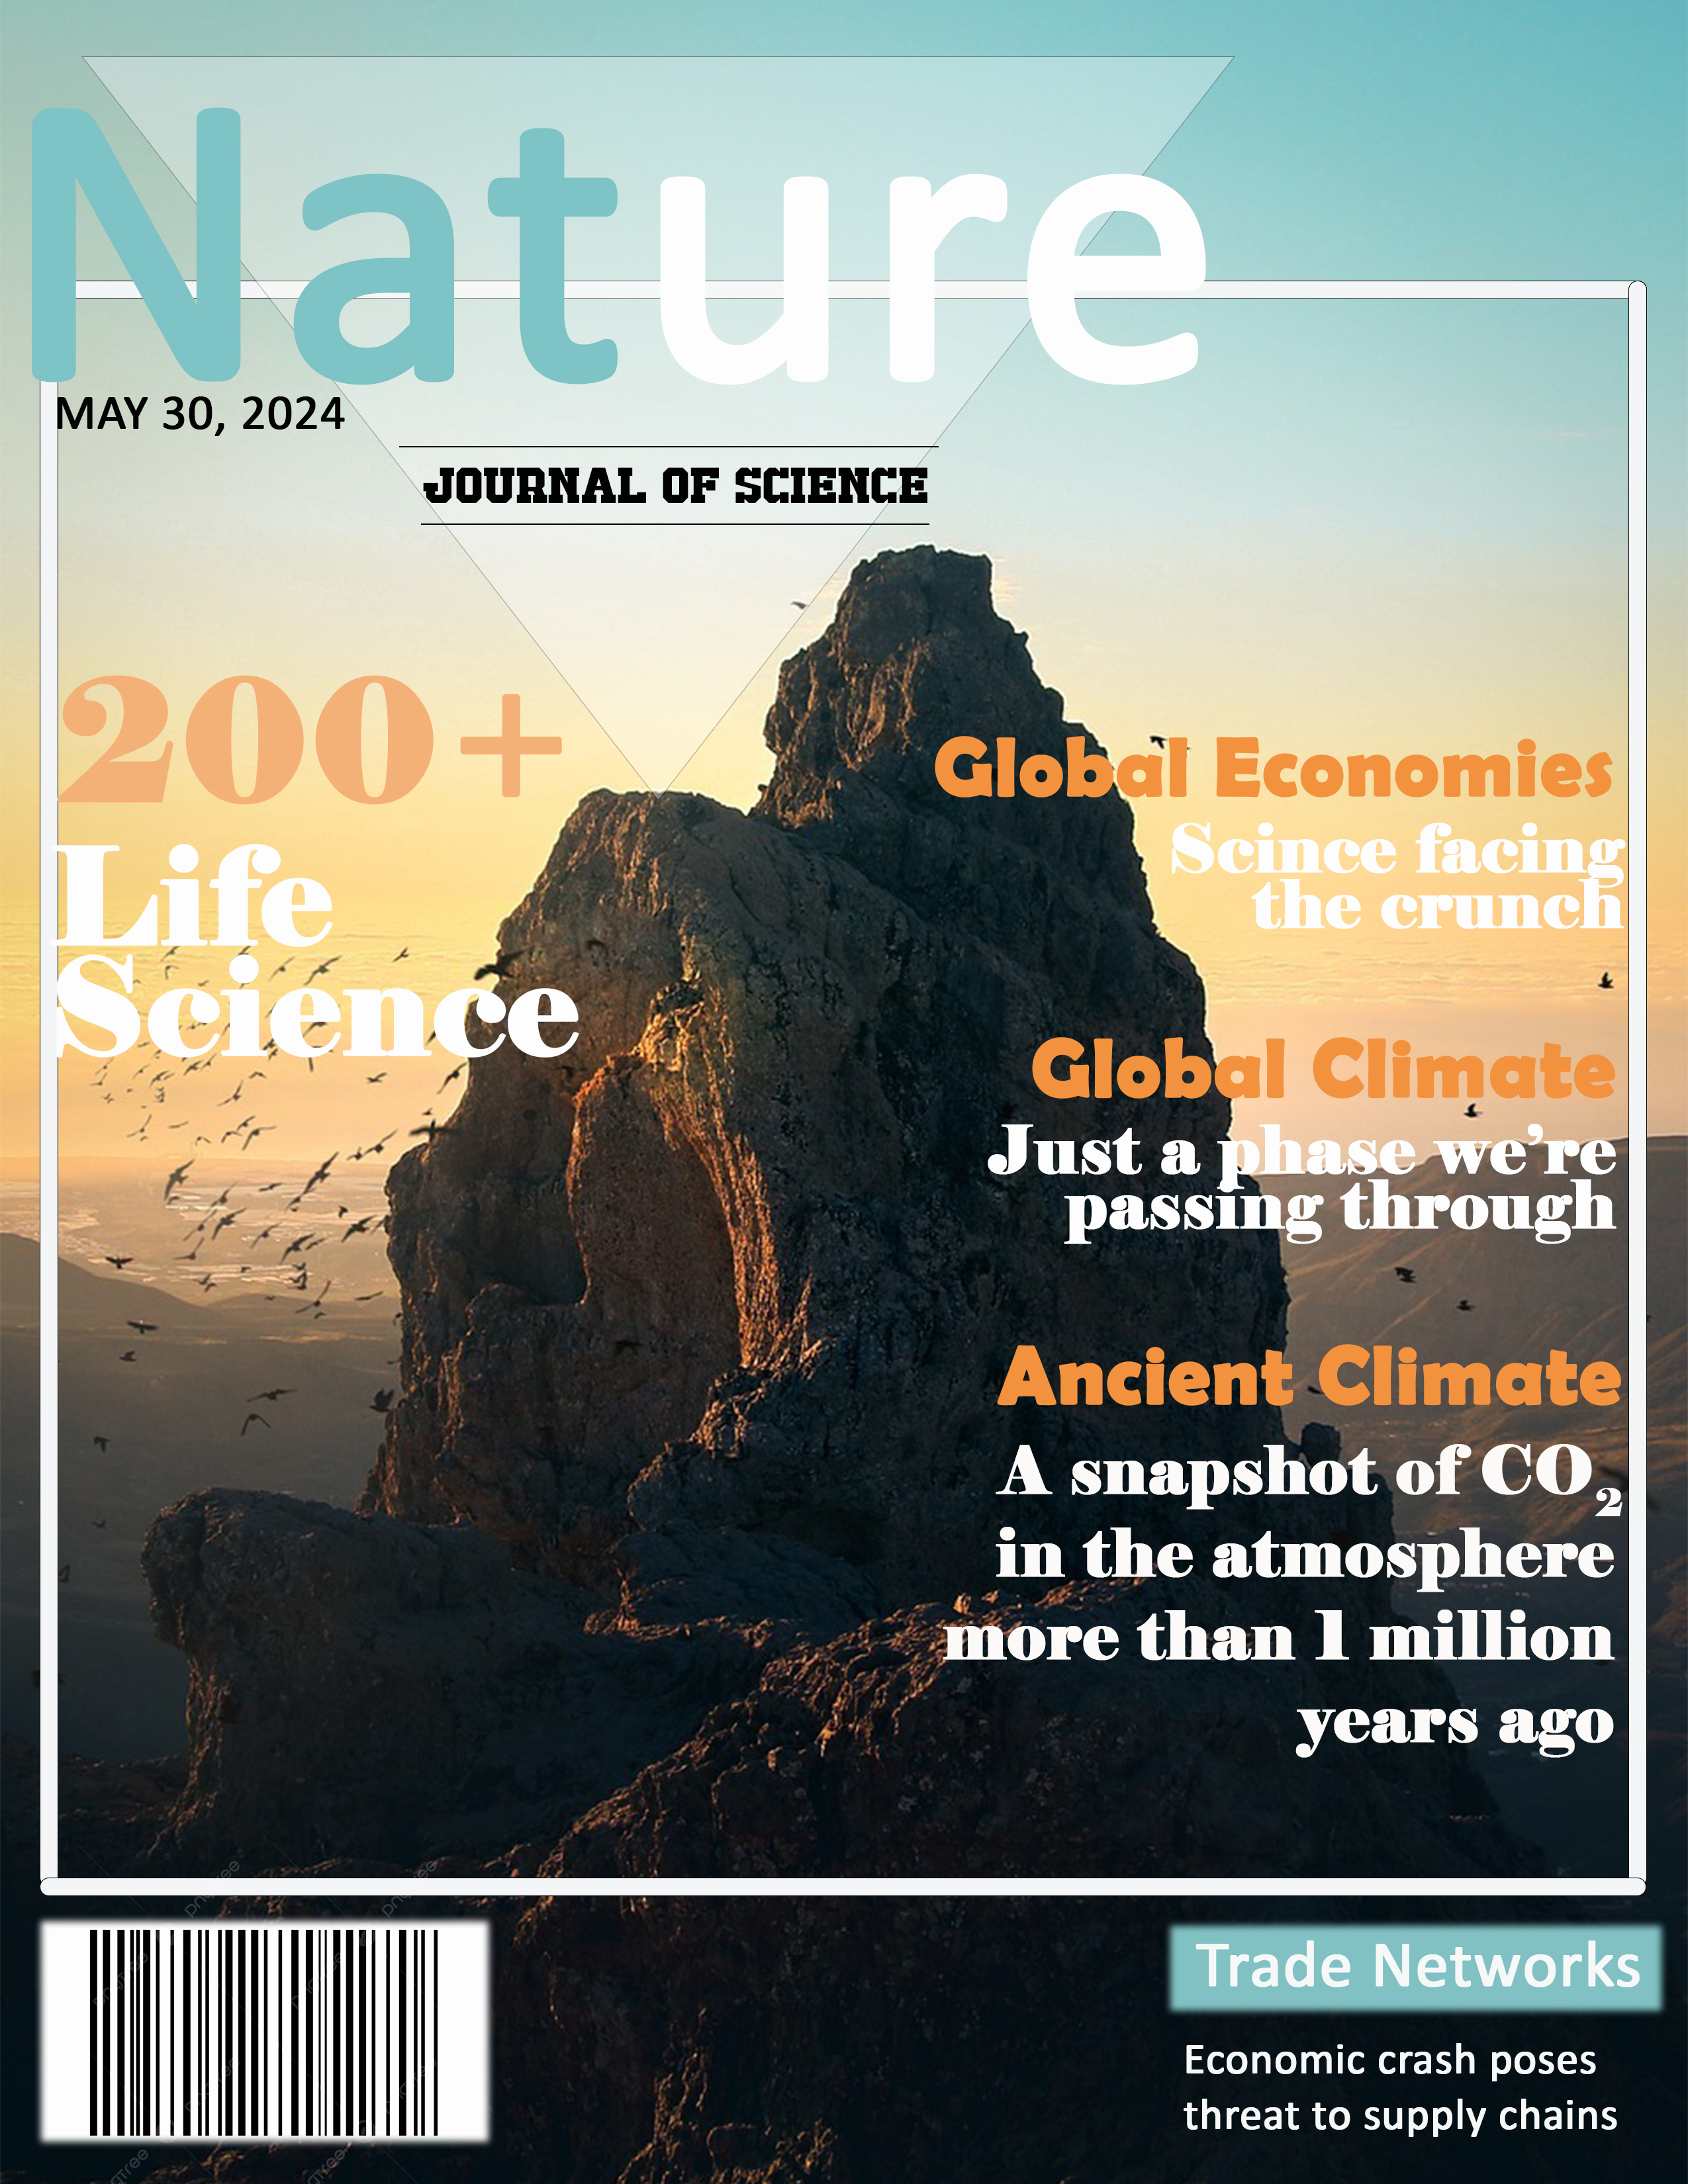 Nature
MAY 30, 2024
JOURNAL OF SCIENCE
200+
Life
Science
Global Economies
Scince facing
the crunch
Global Climate
Just a phase we’re
passing through
Ancient Climate
A snapshot of CO₂
in the atmosphere
more than 1 million
years ago
Trade Networks
Economic crash poses
threat to supply chains
pngtree